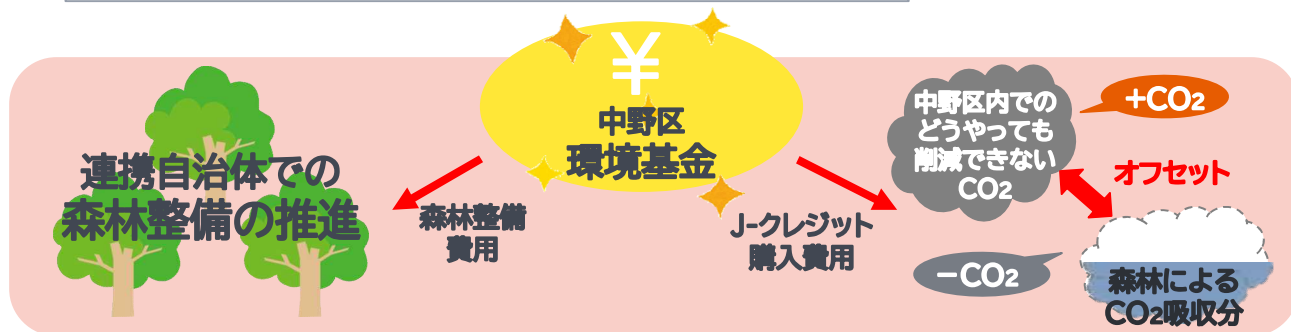 ¥
中野区
環境基金
連携自治体での
森林整備の推進
森林整備
費用
J-クレジット
購入費用
中野区内での
どうやっても
削減できない
CO2
+CO2
オフセット
−CO2
森林による
CO2吸収分